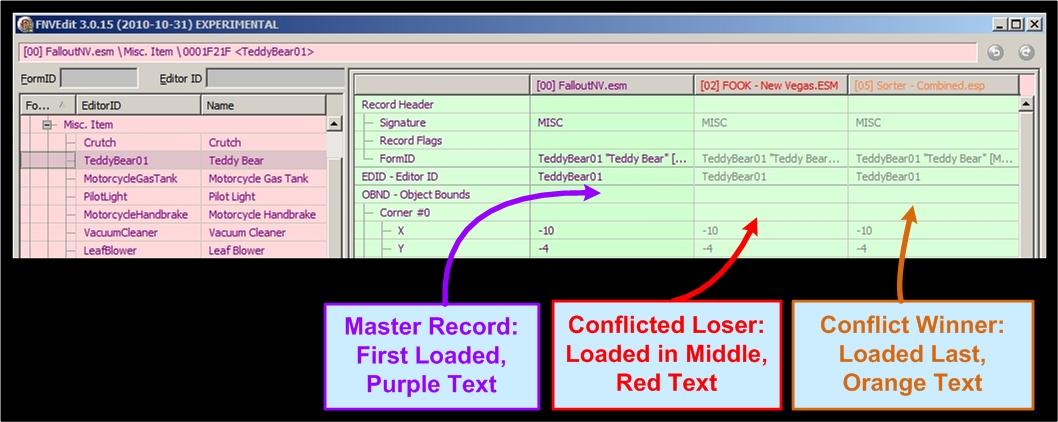 FNVEdit 3.0.15 (2010-10-31) EXPERIMENTAL
[00] FalloutNV.esm \ Misc. Item \ 0001F21F <TeddyBear01>
FormID Editor ID
Fo... EditorID Name
Misc. Item
Crutch Crutch
TeddyBear01 Teddy Bear
MotorcycleGasTank Motorcycle Gas Tank
PilotLight Pilot Light
MotorcycleHandbrake Motorcycle Handbrake
VacuumCleaner Vacuum Cleaner
LeafBlower Leaf Blower
[00] FalloutNV.esm [02] FOOK - New Vegas.ESM [05] Sorter - Combined.esp
Record Header
Signature MISC MISC MISC
Record Flags
FormID TeddyBear01 "Teddy Bear" [... TeddyBear01 "Teddy Bear... TeddyBear01 "Teddy Bear" [M...
EDID - Editor ID TeddyBear01 TeddyBear01 TeddyBear01
OBND - Object Bounds
Corner #0
X -10 -10 -10
Y -4 -4 -4
Master Record:
First Loaded,
Purple Text
Conflicted Loser:
Loaded in Middle,
Red Text
Conflict Winner:
Loaded Last,
Orange Text